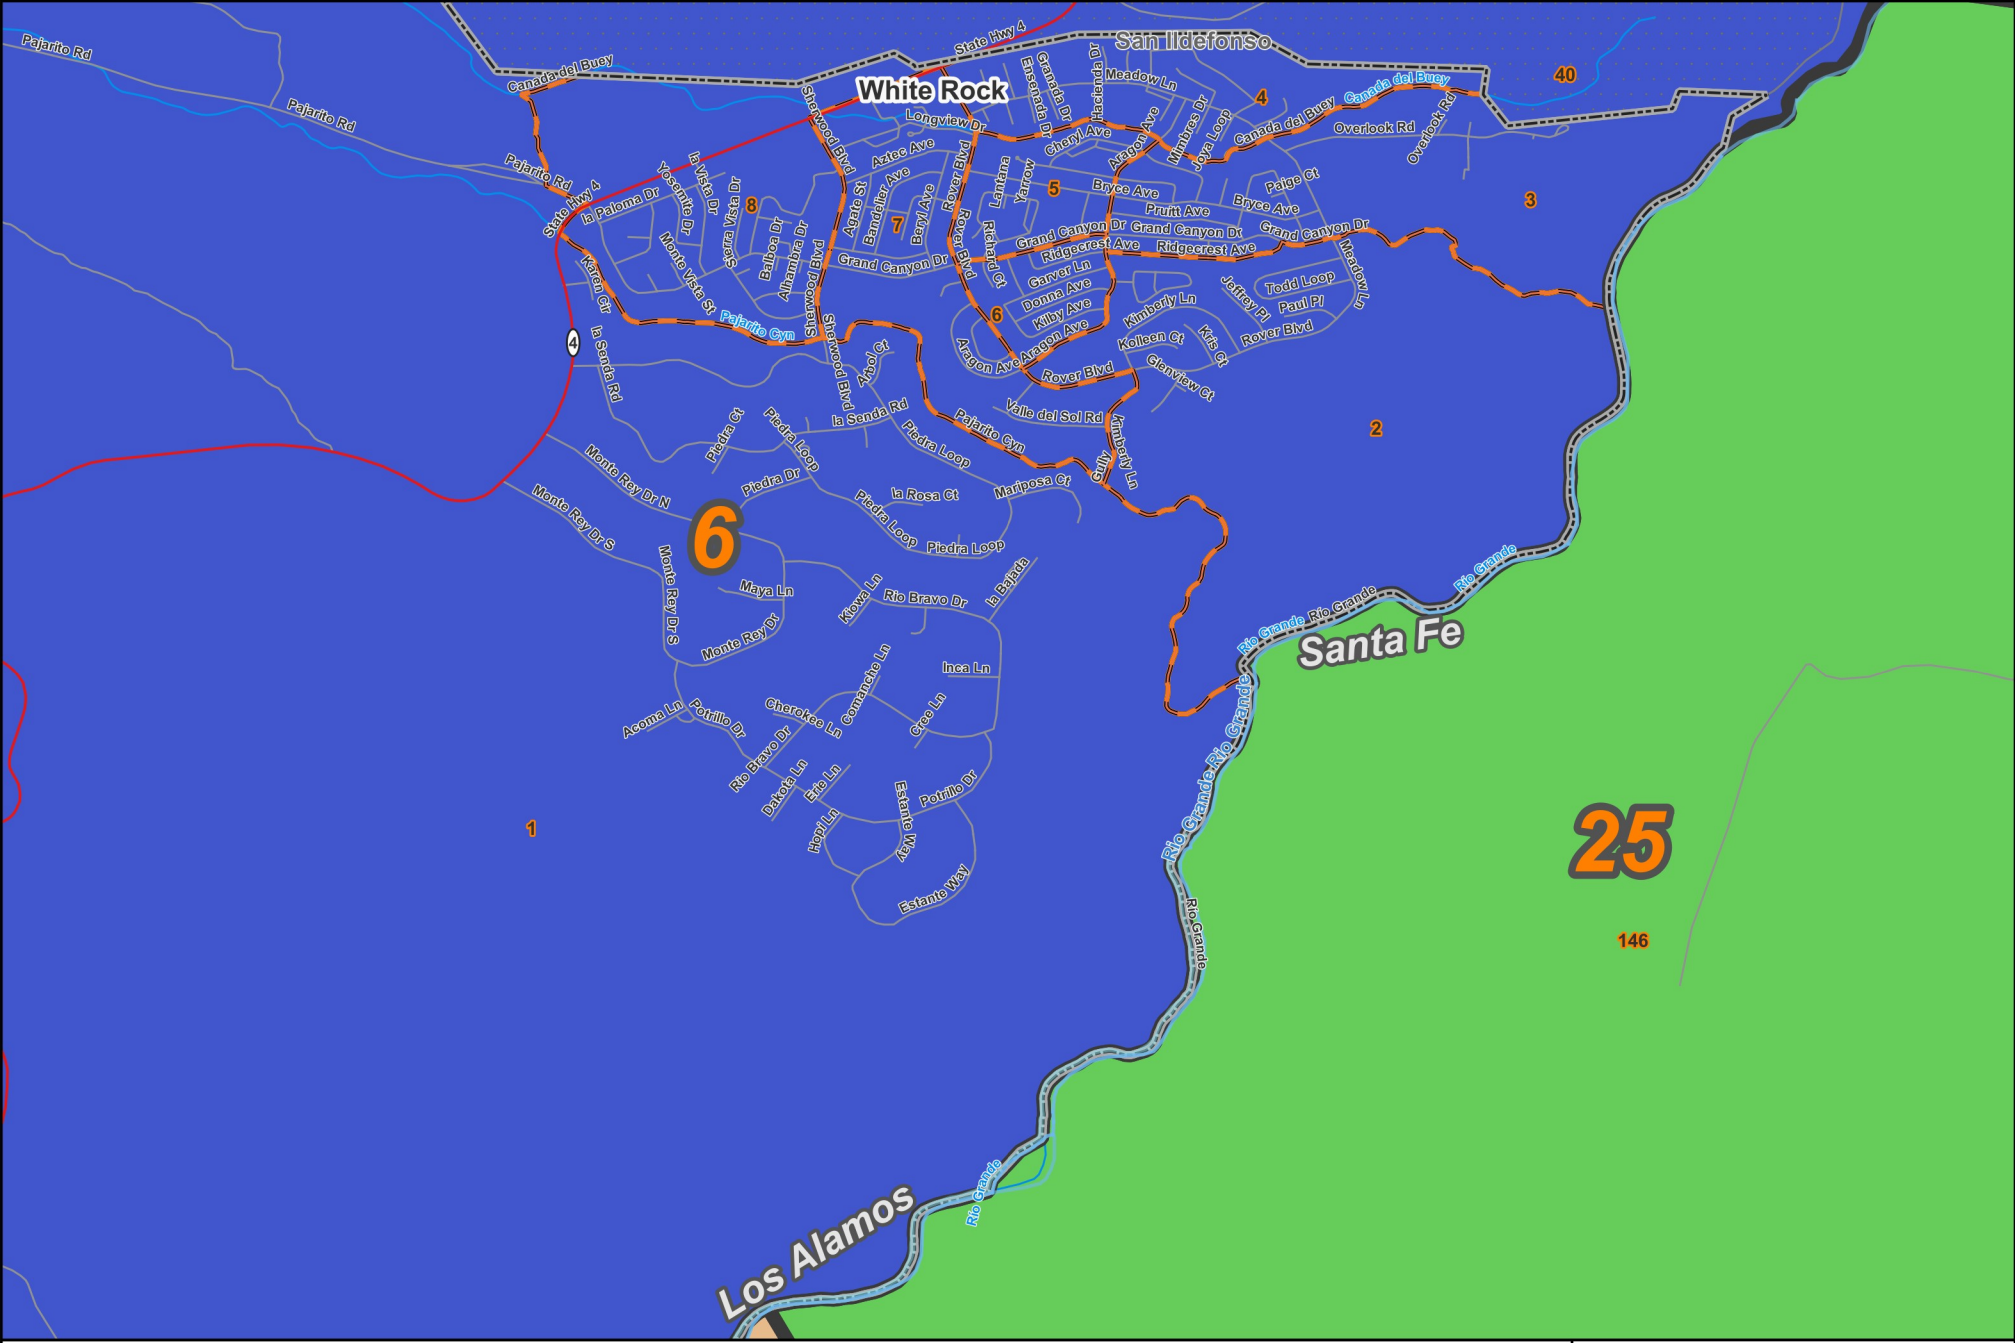 Pajarito Rd
Pajarito Rd
Pajarito Rd
Canada del Buey
State Hwy 4
San Ildefonso
White Rock
Ensenada Dr
Granada Dr
Hacienda Dr
Meadow Ln
4
Canada del Buey
40
Sherwood Blvd
Longview Dr
Aztec Ave
Cheryl Ave
Aragon Ave
Mimbres Dr
Joya Loop
Canada del Buey
Overlook Rd
Overlook Rd
State Hwy 4
la Paloma Dr
Yosemite Dr
la Vista Dr
Sierra Vista Dr
8
Balboa Dr
Alhambra Dr
Agate St
Bandelier Ave
7
Beryl Ave
Rover Blvd
Rover Blvd
Lantana
Yarrow
5
Bryce Ave
Pruitt Ave
Bryce Ave
Paige Ct
3
Monte Vista St
Karen Cir
Sherwood Blvd
Grand Canyon Dr
Richard Ct
Grand Canyon Dr
Grand Canyon Dr
Grand Canyon Dr
Ridgecrest Ave
Ridgecrest Ave
Garver Ln
Donna Ave
Kilby Ave
Aragon Ave
Aragon Ave
6
Kimberly Ln
Jeffrey Pl
Todd Loop
Paul Pl
Meadow Ln
Rover Blvd
Kolleen Ct
Kris Ct
Glenview Ct
Rover Blvd
4
Pajarito Cyn
la Senda Rd
Sherwood Blvd
Arbol Ct
la Senda Rd
Valle del Sol Rd
Kimberly Ln
Gully
Pajarito Cyn
2
Piedra Ct
Piedra Loop
Piedra Loop
Piedra Dr
Monte Rey Dr N
Monte Rey Dr S
6
la Rosa Ct
Mariposa Ct
Piedra Loop
Piedra Loop
Monte Rey Dr S
Maya Ln
Monte Rey Dr
Kiowa Ln
Rio Bravo Dr
la Bajada
Rio Grande
Rio Grande
Rio Grande
Santa Fe
Inca Ln
Comanche Ln
Cree Ln
Cherokee Ln
Acoma Ln
Potrillo Dr
Rio Bravo Dr
Dakota Ln
Erie Ln
Hopi Ln
Estante Way
Potrillo Dr
Estante Way
1
Rio Grande
Rio Grande
Rio Grande
25
146
Rio Grande
Los Alamos